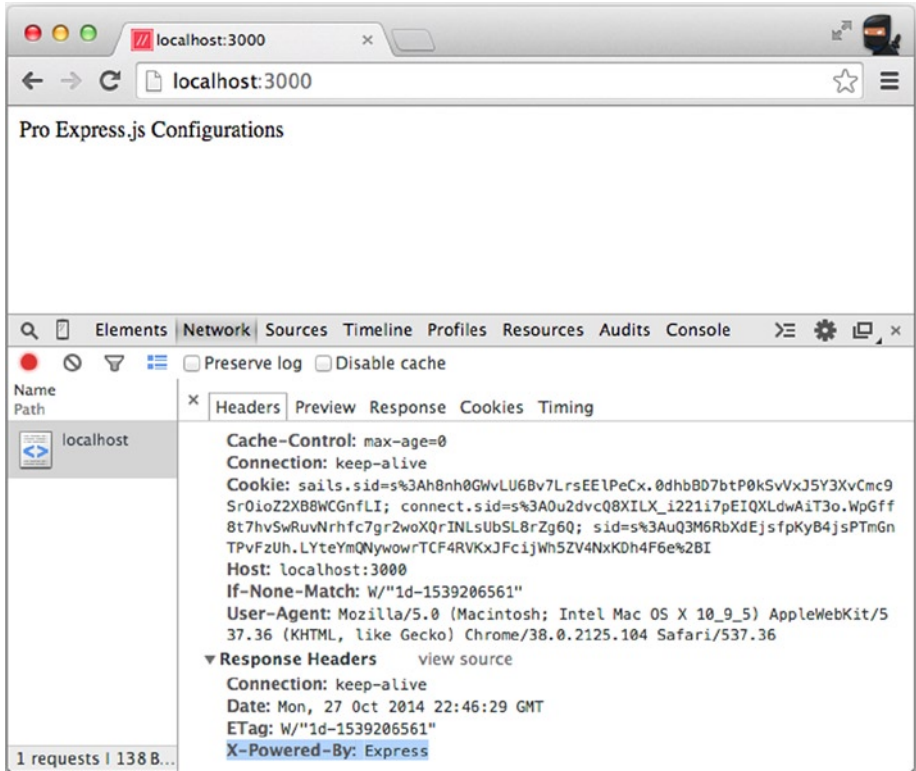 localhost:3000
localhost:3000
Pro Express.js Configurations
Elements Network Sources Timeline Profiles Resources Audits Console
Preserve log Disable cache
Name
Path
Headers Preview Response Cookies Timing
localhost
Cache-Control: max-age=0
Connection: keep-alive
Cookie: sails.sid=s%3Ah8nh0GWvLU6Bv7LrsEElPeCx.0dhbBD7btP0kSvVxJ5Y3XvCmc9
SrOioZ2XB8WCGnfLI; connect.sid=s%3AOu2dvcQ8XILX_i221i7pEIQXLdwAiT3o.WpGff
8t7hvSwRuvNrhfc7gr2woXQrINLsUbSL8rZg6Q; sid=s%3AuQ3M6RbXdEjsfpKyB4jsPTmGn
TPvFzUh.LYteYmQNywowrTCF4RVKxJFcijWh5ZV4NxKDh4F6e%2BI
Host: localhost:3000
If-None-Match: W/"1d-1539206561"
User-Agent: Mozilla/5.0 (Macintosh; Intel Mac OS X 10_9_5) AppleWebKit/5
37.36 (KHTML, like Gecko) Chrome/38.0.2125.104 Safari/537.36
Response Headers view source
Connection: keep-alive
Date: Mon, 27 Oct 2014 22:46:29 GMT
ETag: W/"1d-1539206561"
X-Powered-By: Express
1 requests | 138 B...